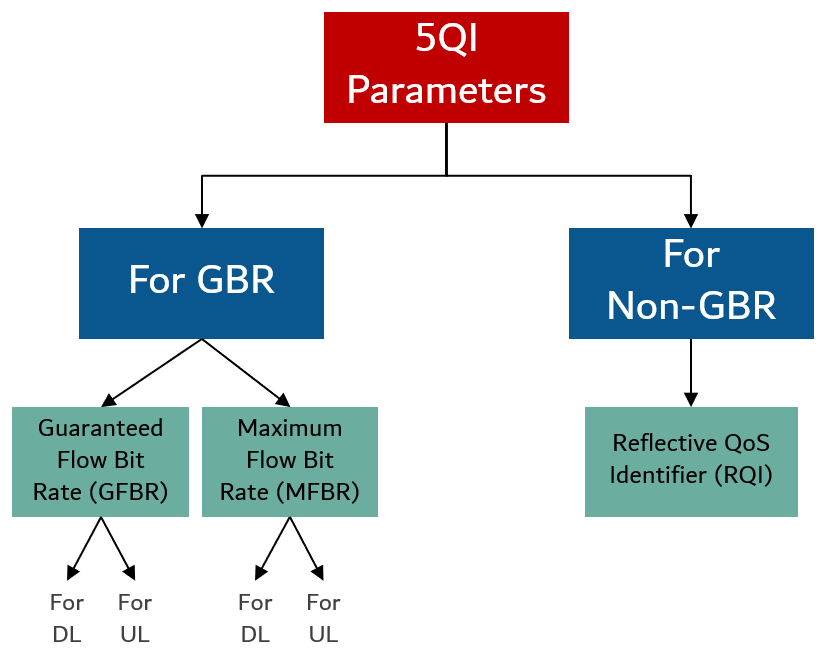 5QI
Parameters
For GBR
For
Non-GBR
Guaranteed
Flow Bit
Rate (GFBR)
Maximum
Flow Bit
Rate (MFBR)
Reflective QoS
Identifier (RQI)
For
DL
For
UL
For
DL
For
UL